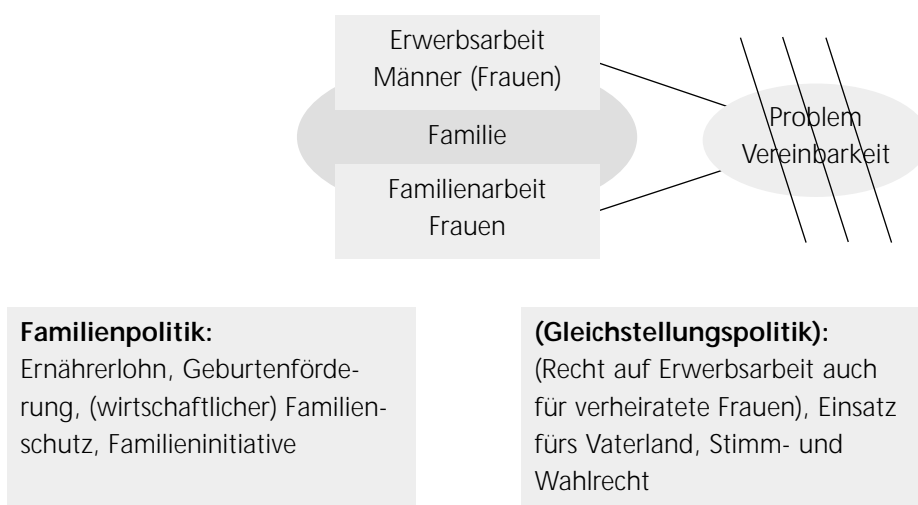 Erwerbsarbeit
Männer (Frauen)
Familie
Familienarbeit
Frauen
Problem
Vereinbarkeit
Familienpolitik:
Ernährerlohn, Geburtenförde-
rung, (wirtschaftlicher) Familien-
schutz, Familieninitiative
(Gleichstellungspolitik):
(Recht auf Erwerbsarbeit auch
für verheiratete Frauen), Einsatz
fürs Vaterland, Stimm- und
Wahlrecht